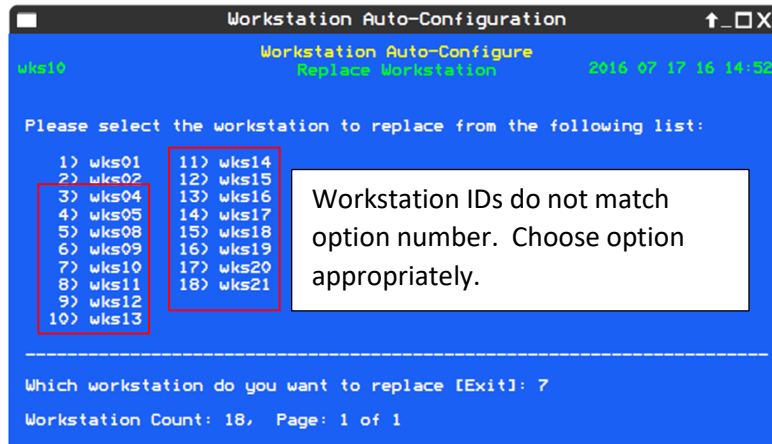 Workstation Auto-Configuration
Workstation Auto-Configure
wks10 Replace Workstation 2016 07 17 16 14:52
Please select the workstation to replace from the following list:
1) wks01 11) wks14
2) wks02 12) wks15
3) wks04 13) wks16
4) wks05 14) wks17
5) wks08 15) wks18
6) wks09 16) wks19
7) wks10 17) wks20
8) wks11 18) wks21
9) wks12
10) wks13
Workstation IDs do not match
option number. Choose option
appropriately.
Which workstation do you want to replace [Exit]: 7
Workstation Count: 18, Page: 1 of 1